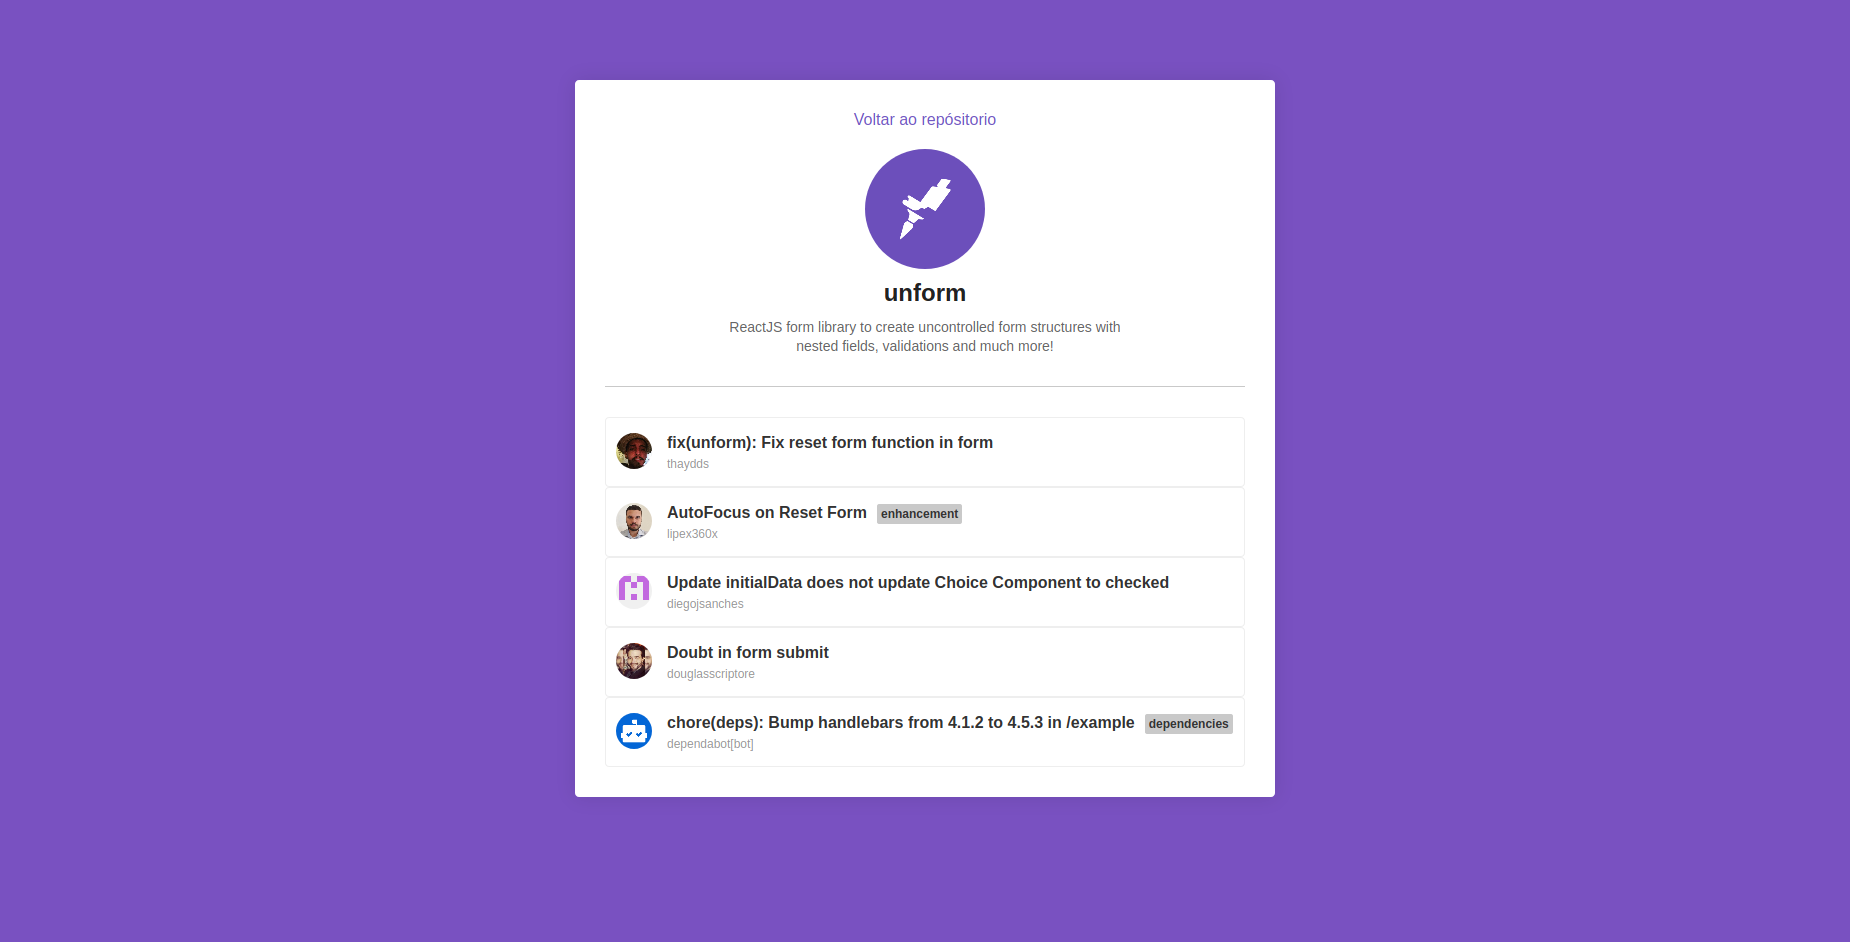 Voltar ao repósitorio
unform
ReactJS form library to create uncontrolled form structures with
nested fields, validations and much more!
fix(unform): Fix reset form function in form
thaydds
AutoFocus on Reset Form enhancement
lipex360x
Update initialData does not update Choice Component to checked
diegojsanches
Doubt in form submit
douglasscriptore
chore(deps): Bump handlebars from 4.1.2 to 4.5.3 in /example dependencies
dependabot[bot]